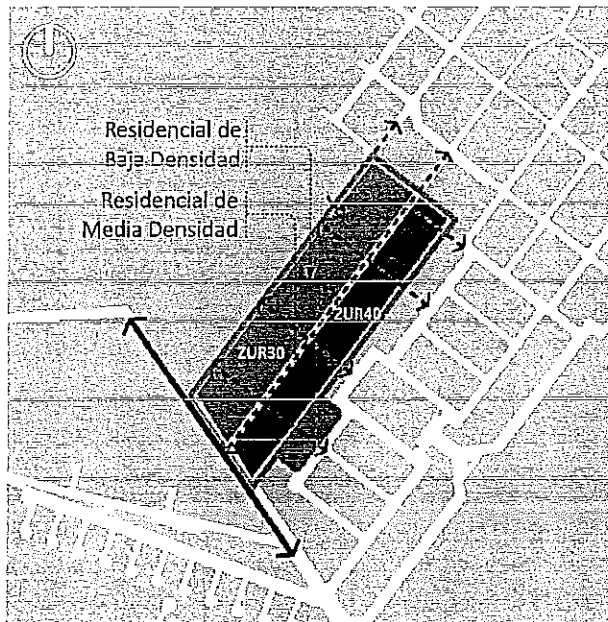 Residencial de
Baja Densidad
Residencial de
Media Densidad
ZUR40
ZUR30